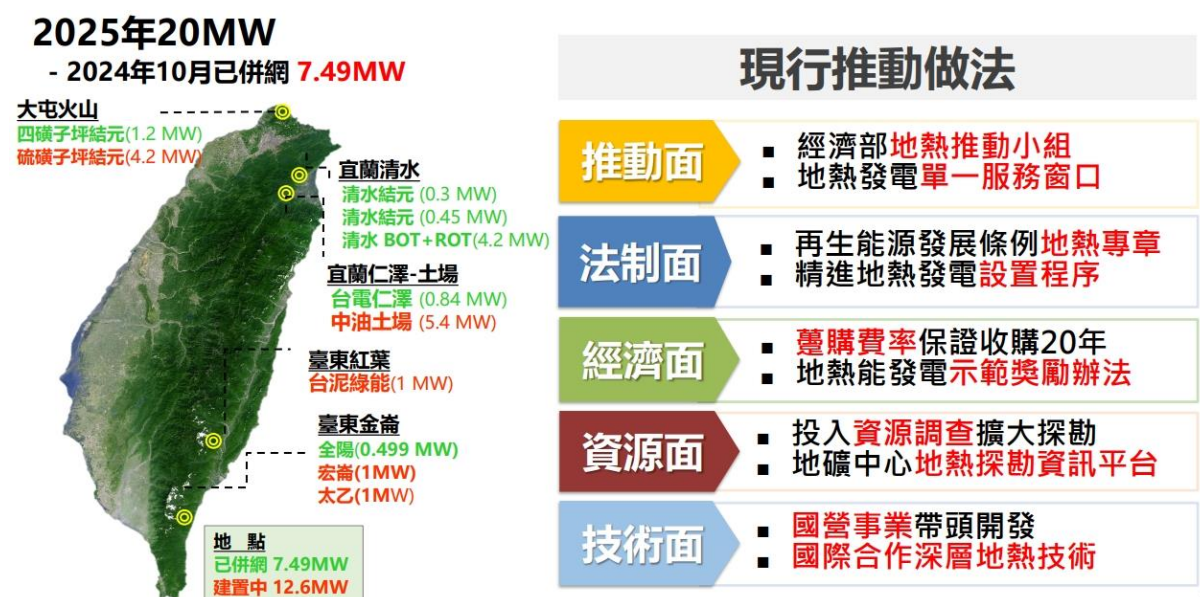 2025年20MW
- 2024年10月已併網 7.49MW
大屯火山
四磺子坪結元(1.2 MW)
硫磺子坪結元(4.2 MW)
宜蘭清水
清水結元 (0.3 MW)
清水結元 (0.45 MW)
清水 BOT+ROT(4.2 MW)
宜蘭仁澤-土場
台電仁澤 (0.84 MW)
中油土場 (5.4 MW)
臺東紅葉
台泥綠能(1 MW)
臺東金崙
全陽(0.499 MW)
宏崙(1MW)
太乙(1MW)
地 點
已併網 7.49MW
建置中 12.6MW
現行推動做法
推動面
▪ 經濟部地熱推動小組
▪ 地熱發電單一服務窗口
法制面
▪ 再生能源發展條例地熱專章
▪ 精進地熱發電設置程序
經濟面
▪ 躉購費率保證收購20年
▪ 地熱能發電示範獎勵辦法
資源面
▪ 投入資源調查擴大探勘
▪ 地礦中心地熱探勘資訊平台
技術面
▪ 國營事業帶頭開發
▪ 國際合作深層地熱技術